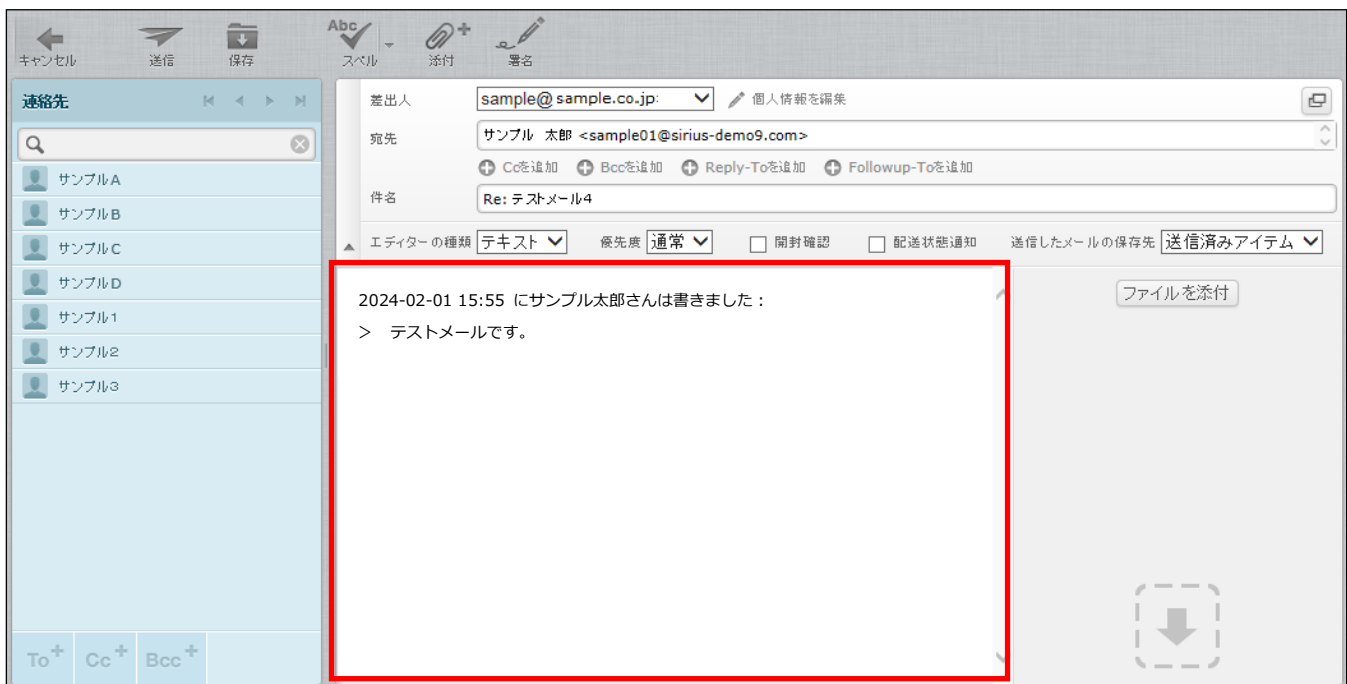 Abc
キャンセル 送信 保存 スペル 添付 署名
連絡先
サンプルA
サンプルB
サンプルC
サンプルD
サンプル1
サンプル2
サンプル3
To+ Cc+ Bcc+
差出人 sample@sample.co.jp: 個人情報を編集
宛先 サンプル 太郎 <sample01@sirius-demo9.com>
Ccを追加 Bccを追加 Reply-Toを追加 Followup-Toを追加
件名 Re: テストメール4
エディターの種類 テキスト 優先度 通常 開封確認 配送状態通知 送信したメールの保存先 送信済みアイテム
2024-02-01 15:55 にサンプル太郎さんは書きました：
＞ テストメールです。
ファイルを添付